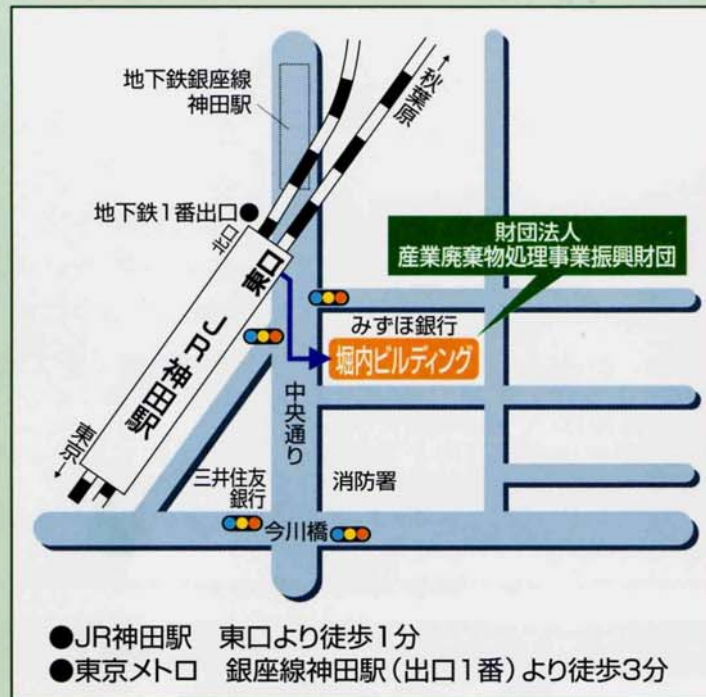 地下鉄銀座線
神田駅
↑秋葉原
地下鉄1番出口●
北口
東口
JR神田駅
財団法人
産業廃棄物処理事業振興財団
みずほ銀行
堀内ビルディング
中央通り
東京↓
三井住友
銀行
消防署
今川橋
●JR神田駅 東口より徒歩1分
●東京メトロ 銀座線神田駅(出口1番)より徒歩3分